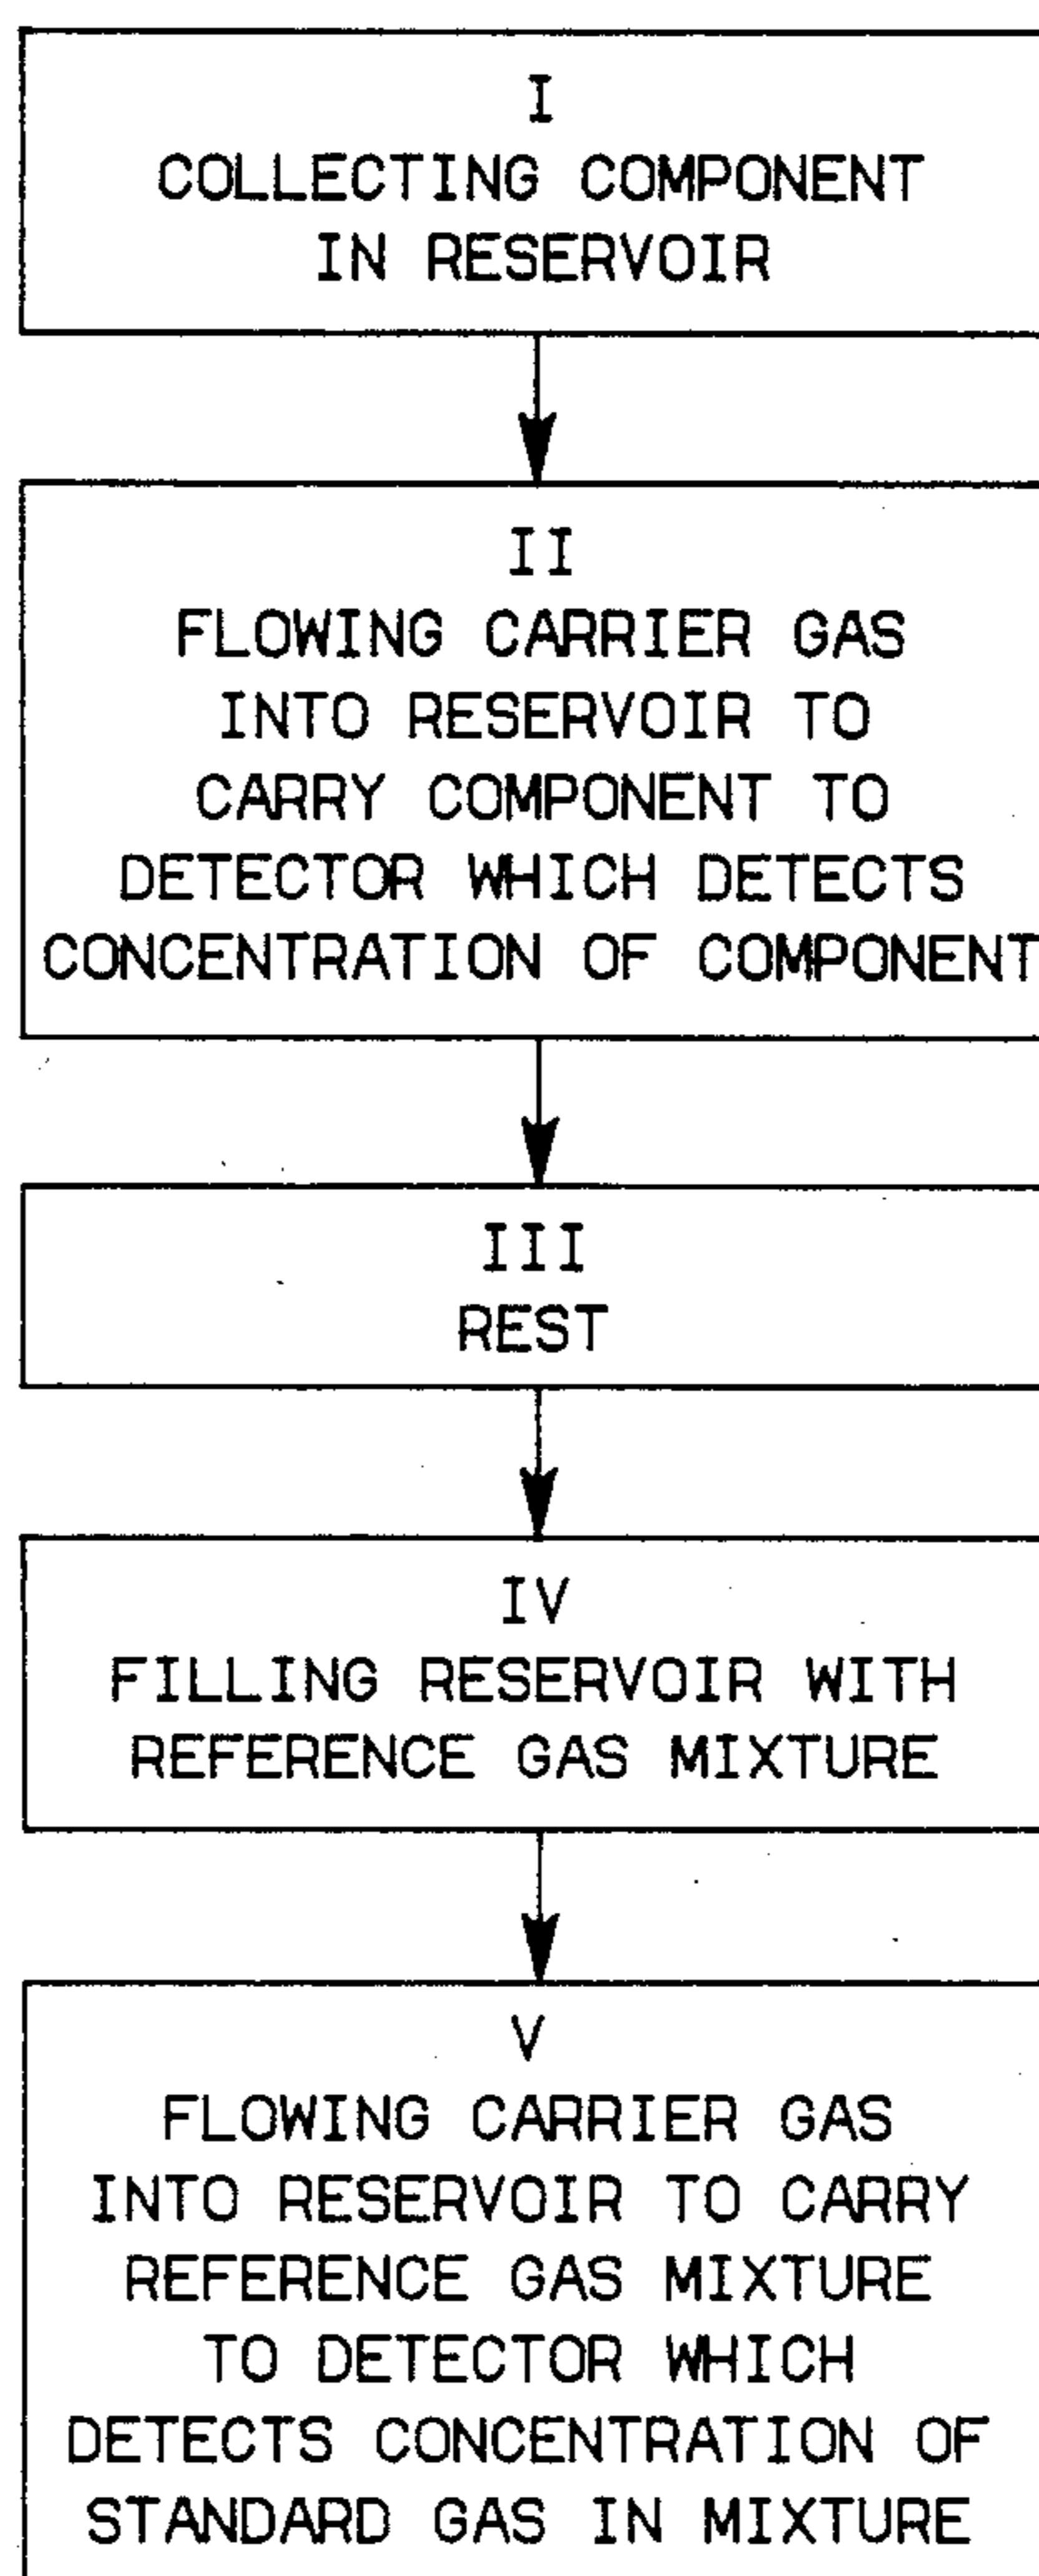 I
COLLECTING COMPONENT
IN RESERVOIR
II
FLOWING CARRIER GAS
INTO RESERVOIR TO
CARRY COMPONENT TO
DETECTOR WHICH DETECTS
CONCENTRATION OF COMPONENT
III
REST
IV
FILLING RESERVOIR WITH
REFERENCE GAS MIXTURE
V
FLOWING CARRIER GAS
INTO RESERVOIR TO CARRY
REFERENCE GAS MIXTURE
TO DETECTOR WHICH
DETECTS CONCENTRATION OF
STANDARD GAS IN MIXTURE